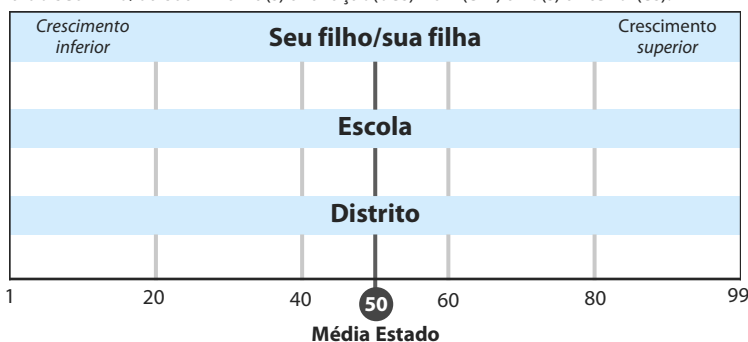 Crescimento
inferior
Seu filho/sua filha
Crescimento
superior
Escola
Distrito
1 20 40 50 60 80 99
Média Estado